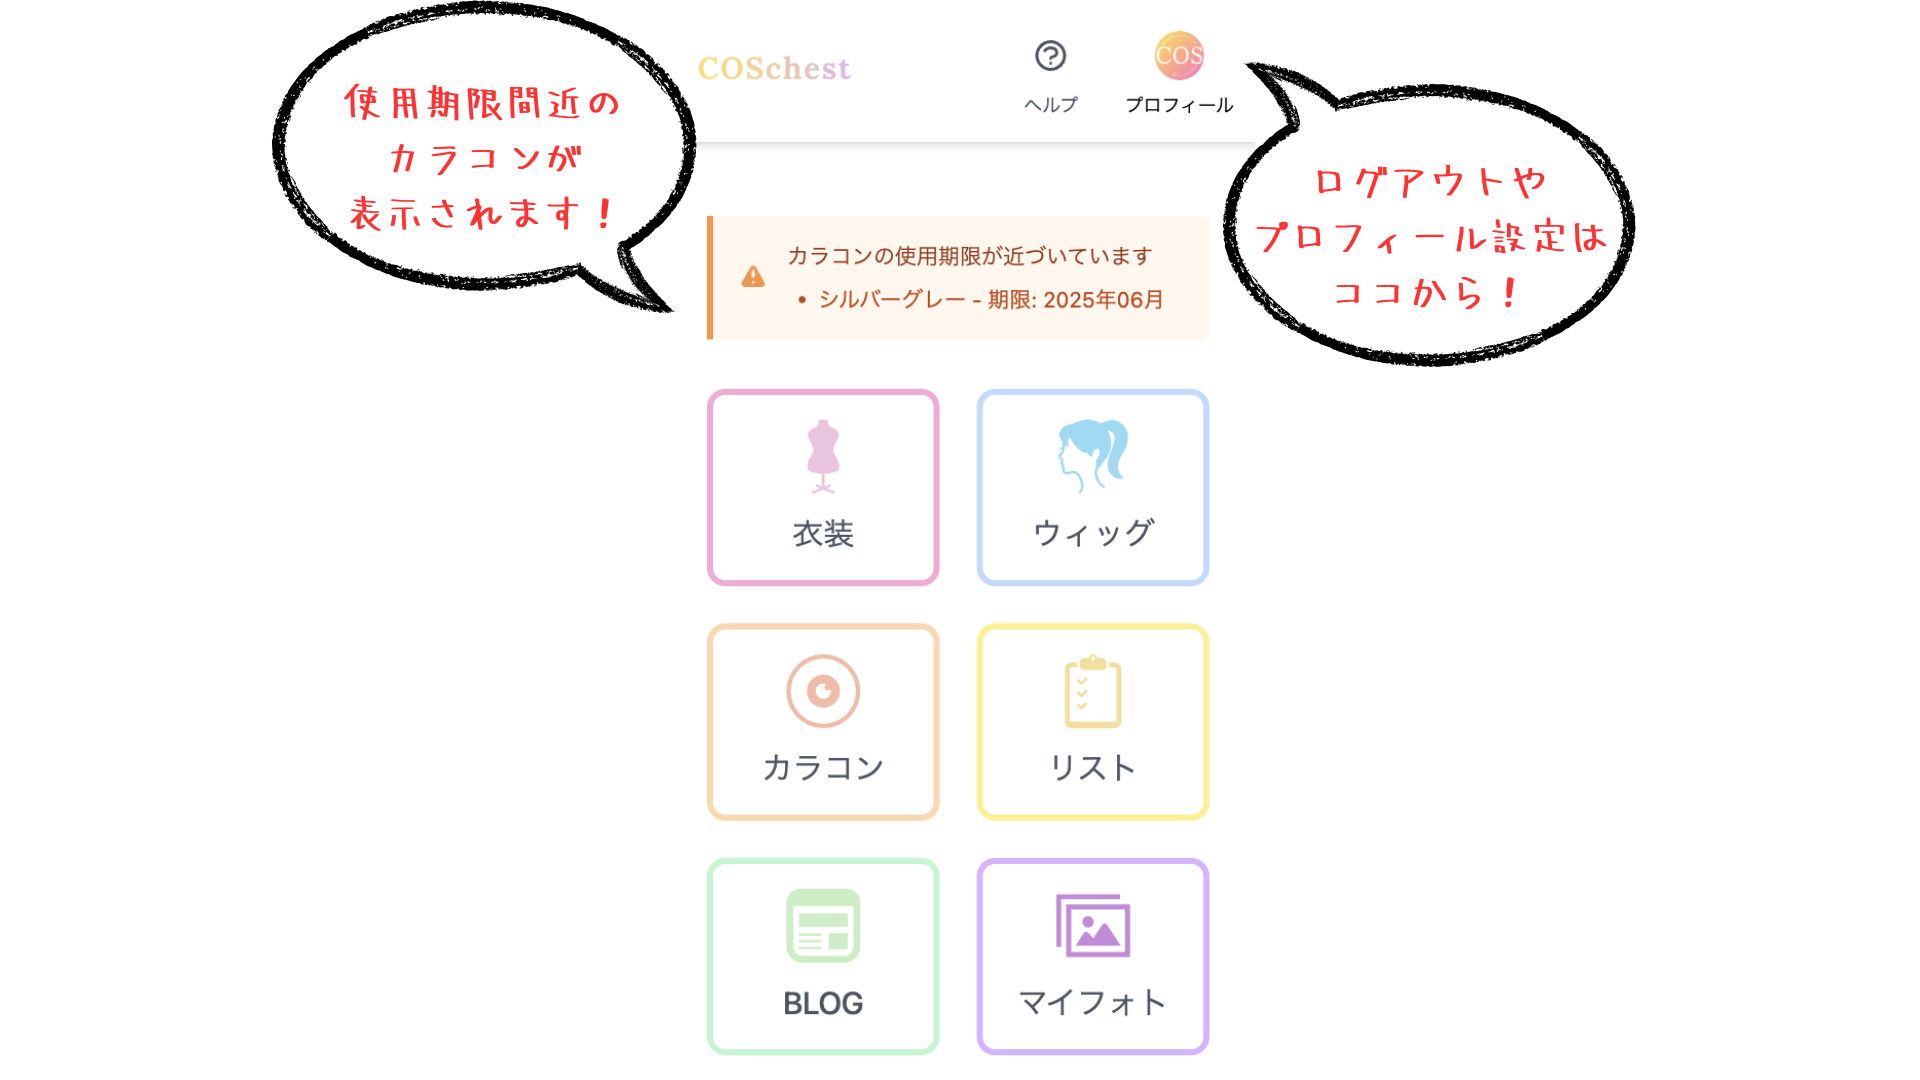 使用期限間近の
カラコンが
表示されます！
COSchest
ヘルプ
COS
プロフィール
ログアウトや
プロフィール設定は
ココから！
カラコンの使用期限が近づいています
• シルバーグレー - 期限: 2025年06月
衣装
ウィッグ
カラコン
リスト
BLOG
マイフォト